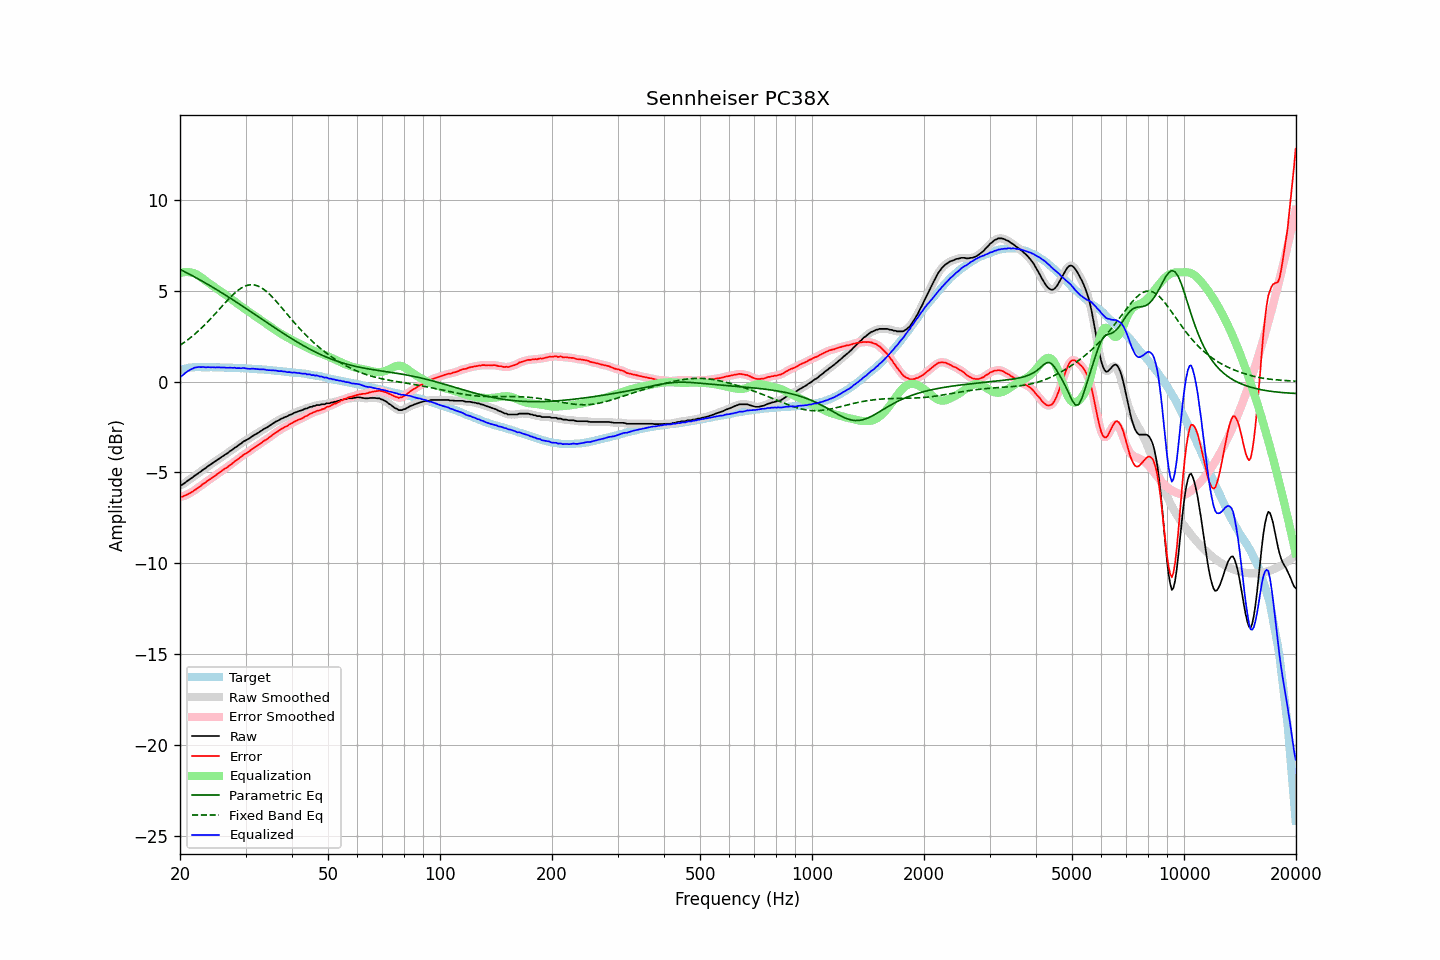 Sennheiser PC38X
Amplitude (dBr)
10
5
0
−5
−10
−15
−20
−25
Target
Raw Smoothed
Error Smoothed
Raw
Error
Equalization
Parametric Eq
Fixed Band Eq
Equalized
20 50 100 200 500 1000 2000 5000 10000 20000
Frequency (Hz)